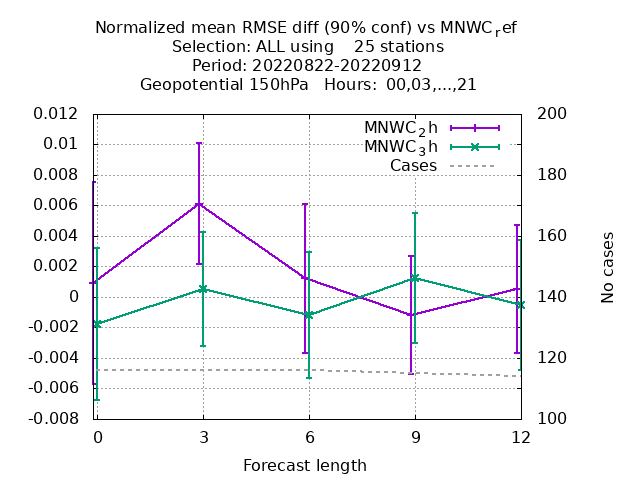 Normalized mean RMSE diff (90% conf) vs MNWC_ref
Selection: ALL using    25 stations
Period: 20220822-20220912
Geopotential 150hPa   Hours: 00,03,...,21
MNWC_2h
MNWC_3h
Cases
0.012
0.01
0.008
0.006
0.004
0.002
0
-0.002
-0.004
-0.006
-0.008
200
180
160
140
120
100
No cases
0 3 6 9 12
Forecast length